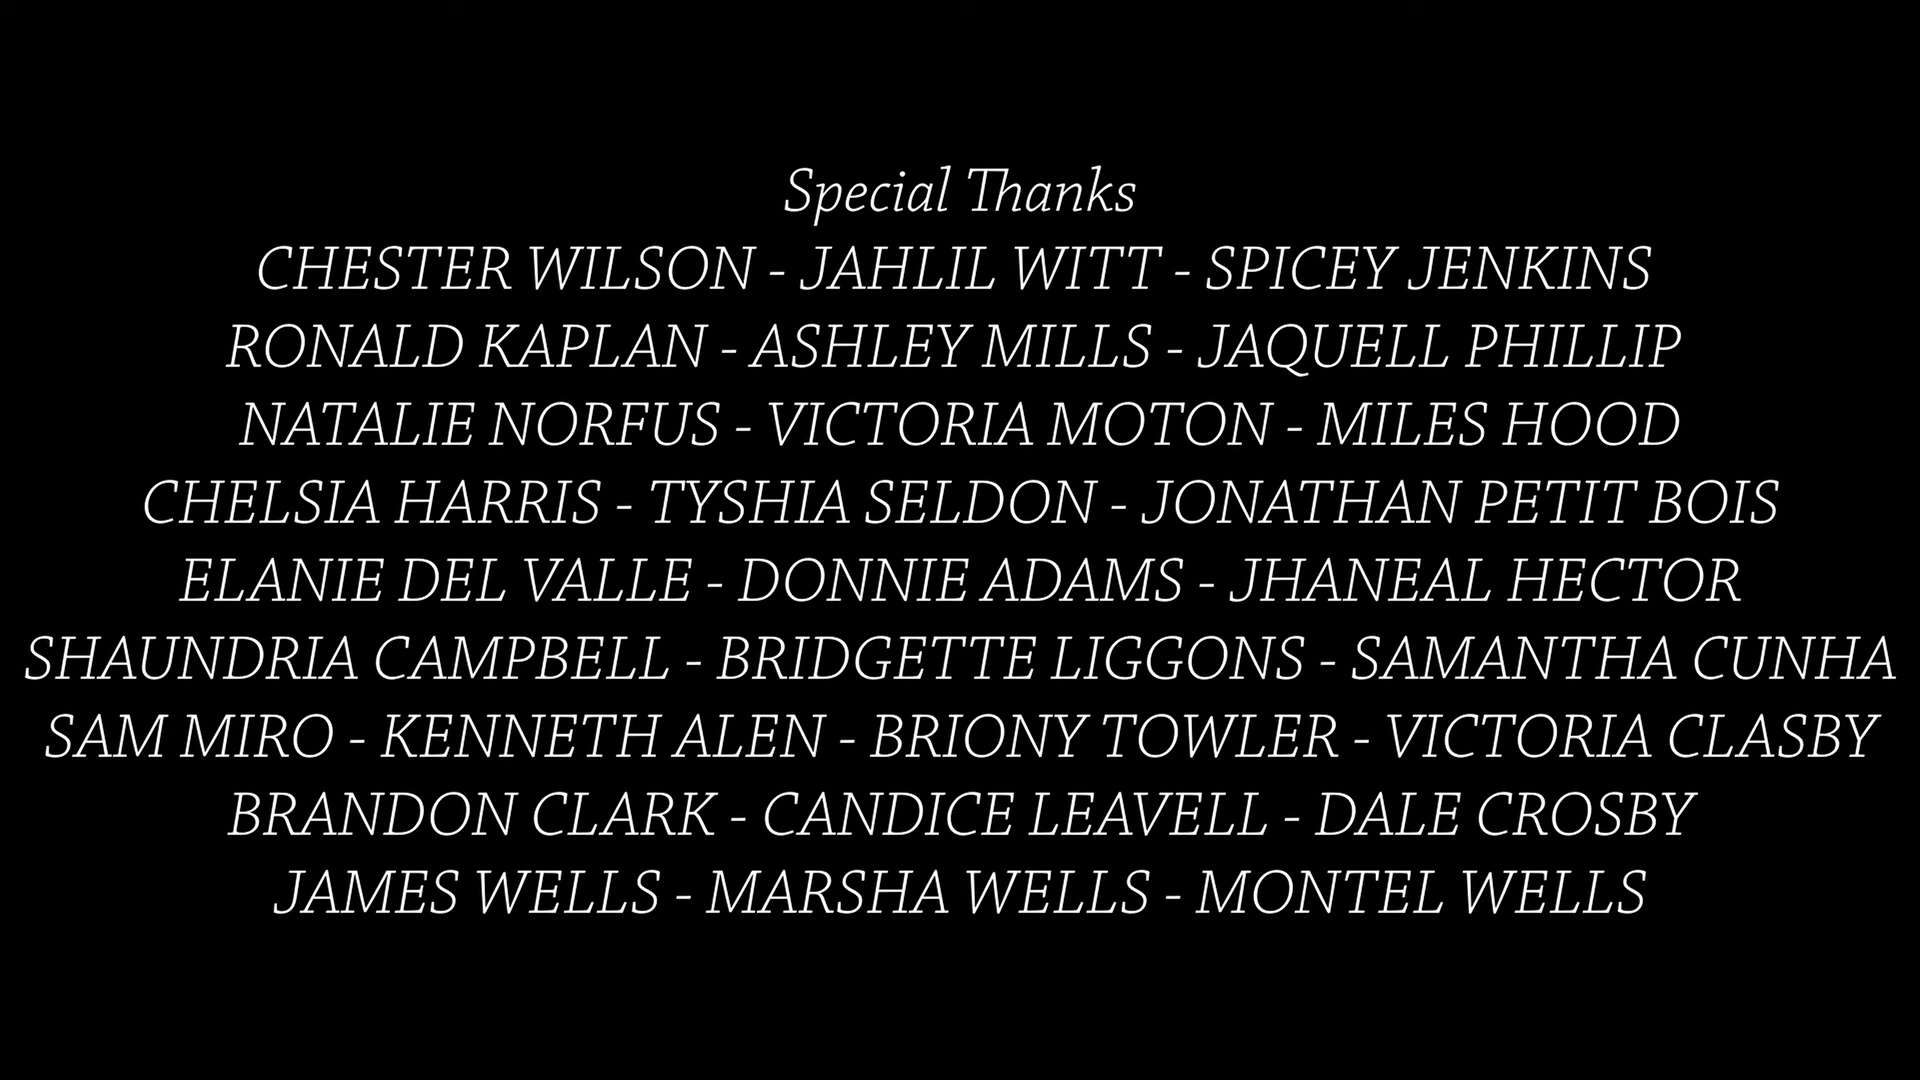 Special Thanks
CHESTER WILSON - JAHLIL WITT - SPICEY JENKINS
RONALD KAPLAN - ASHLEY MILLS - JAQUELL PHILLIP
NATALIE NORFUS - VICTORIA MOTON - MILES HOOD
CHELSIA HARRIS - TYSHIA SELDON - JONATHAN PETIT BOIS
ELANIE DEL VALLE - DONNIE ADAMS - JHANEAL HECTOR
SHAUNDRIA CAMPBELL - BRIDGETTE LIGGONS - SAMANTHA CUNHA
SAM MIRO - KENNETH ALEN - BRIONY TOWLER - VICTORIA CLASBY
BRANDON CLARK - CANDICE LEAVELL - DALE CROSBY
JAMES WELLS - MARSHA WELLS - MONTEL WELLS